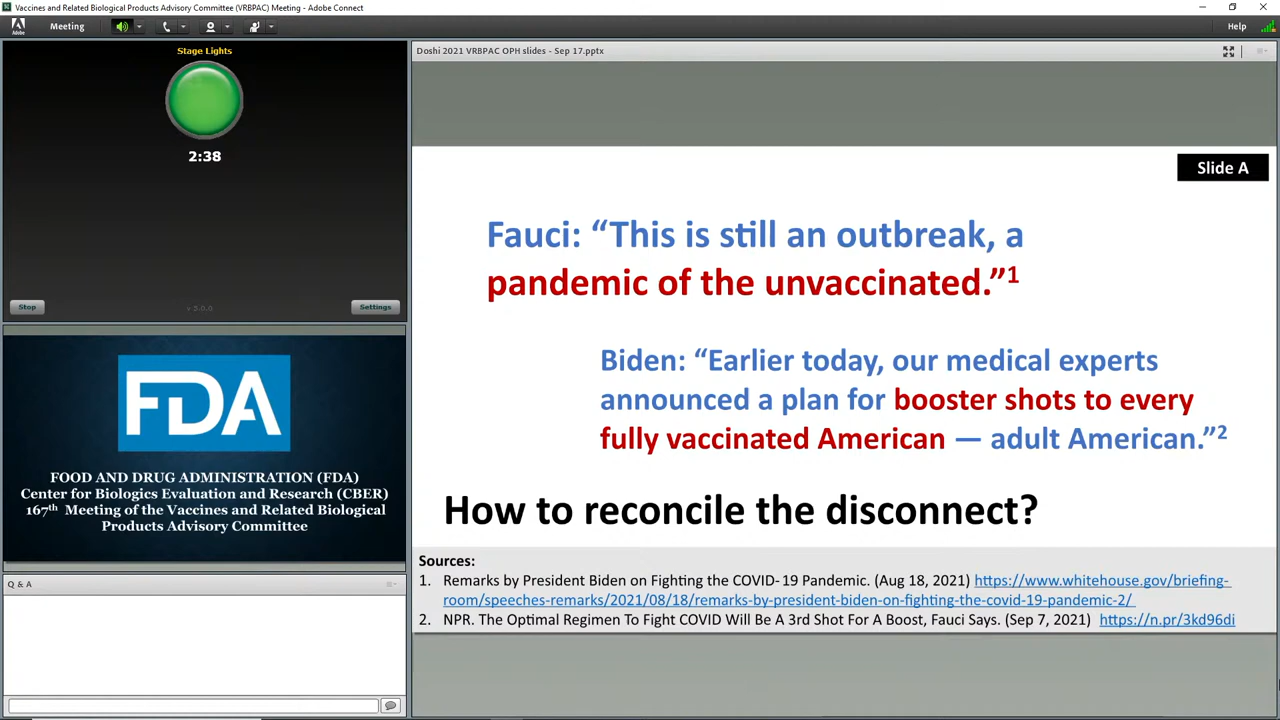 Vaccines and Related Biological Products Advisory Committee (VRBPAC) Meeting - Adobe Connect
Adobe
Meeting
Help
Stage Lights
2:38
Stop
v 5.0.0
Settings
FDA
FOOD AND DRUG ADMINISTRATION (FDA)
Center for Biologics Evaluation and Research (CBER)
167th Meeting of the Vaccines and Related Biological
Products Advisory Committee
Q & A
Doshi 2021 VRBPAC OPH slides - Sep 17.pptx
Slide A
Fauci: “This is still an outbreak, a
pandemic of the unvaccinated.”1
Biden: “Earlier today, our medical experts
announced a plan for booster shots to every
fully vaccinated American — adult American.”2
How to reconcile the disconnect?
Sources:
1. Remarks by President Biden on Fighting the COVID-19 Pandemic. (Aug 18, 2021) https://www.whitehouse.gov/briefing-
room/speeches-remarks/2021/08/18/remarks-by-president-biden-on-fighting-the-covid-19-pandemic-2/
2. NPR. The Optimal Regimen To Fight COVID Will Be A 3rd Shot For A Boost, Fauci Says. (Sep 7, 2021) https://n.pr/3kd96di